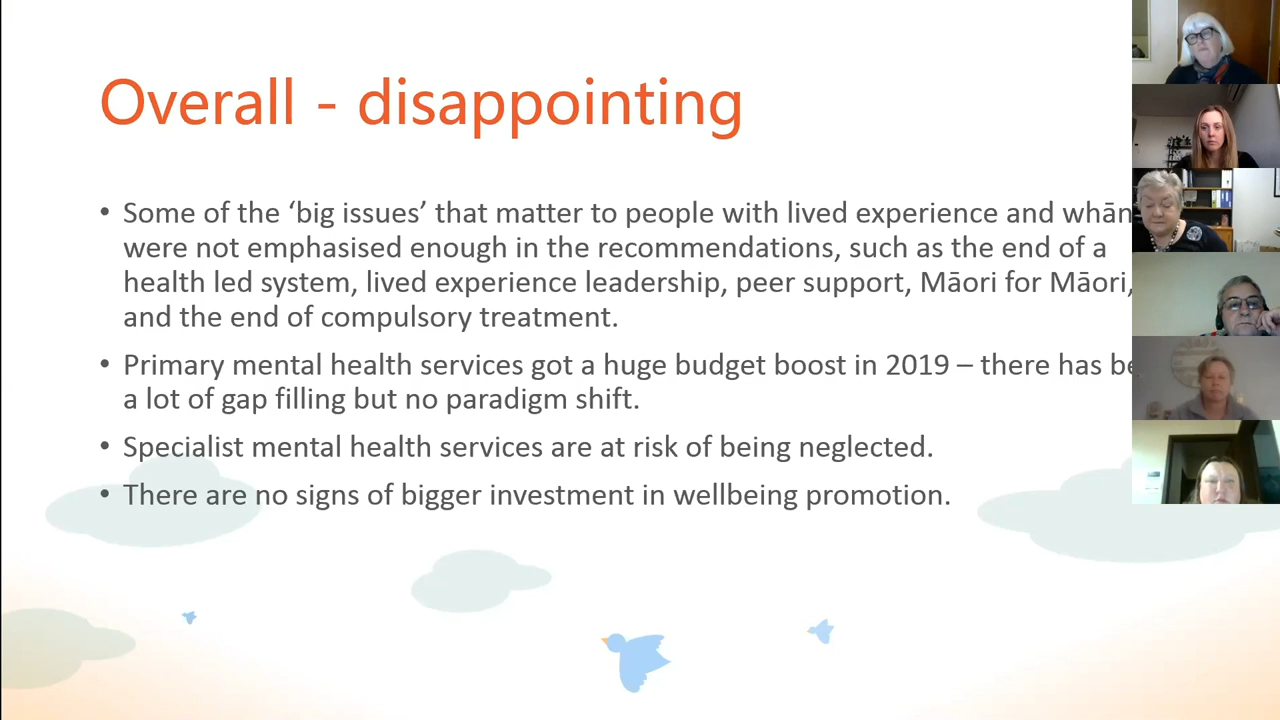 Overall - disappointing
• Some of the ‘big issues’ that matter to people with lived experience and whān
were not emphasised enough in the recommendations, such as the end of a
health led system, lived experience leadership, peer support, Māori for Māori,
and the end of compulsory treatment.
• Primary mental health services got a huge budget boost in 2019 – there has be
a lot of gap filling but no paradigm shift.
• Specialist mental health services are at risk of being neglected.
• There are no signs of bigger investment in wellbeing promotion.